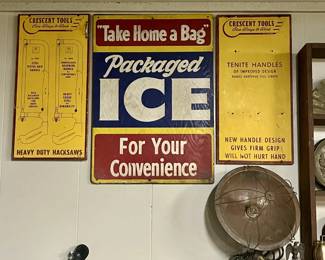 CRESCENT TOOLS
HEAVY DUTY HACKSAWS
"Take Home a Bag"
Packaged
ICE
For Your
Convenience
CRESCENT TOOLS
TENITE HANDLES
OF IMPROVED DESIGN
NEW HANDLE DESIGN
GIVES FIRM GRIP
WILL NOT HURT HAND